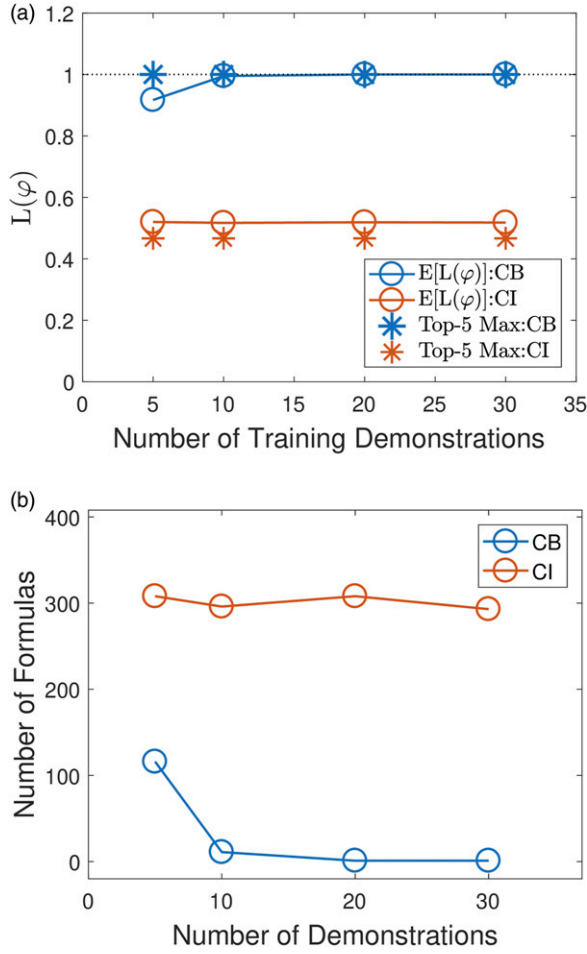 (a)
1.2
1
0.8
0.6
0.4
0.2
0
L(φ)
E[L(φ)]:CB
E[L(φ)]:CI
Top-5 Max:CB
Top-5 Max:CI
0 5 10 15 20 25 30 35
Number of Training Demonstrations
(b)
400
300
200
100
0
Number of Formulas
CB
CI
0 10 20 30
Number of Demonstrations